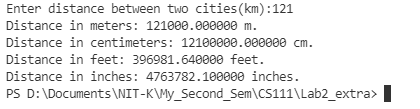 Enter distance between two cities(km):121
Distance in meters: 121000.000000 m.
Distance in centimeters: 12100000.000000 cm.
Distance in feet: 396981.640000 feet.
Distance in inches: 4763782.100000 inches.
PS D:\Documents\NIT-K\My_Second_Sem\CS111\Lab2_extra>